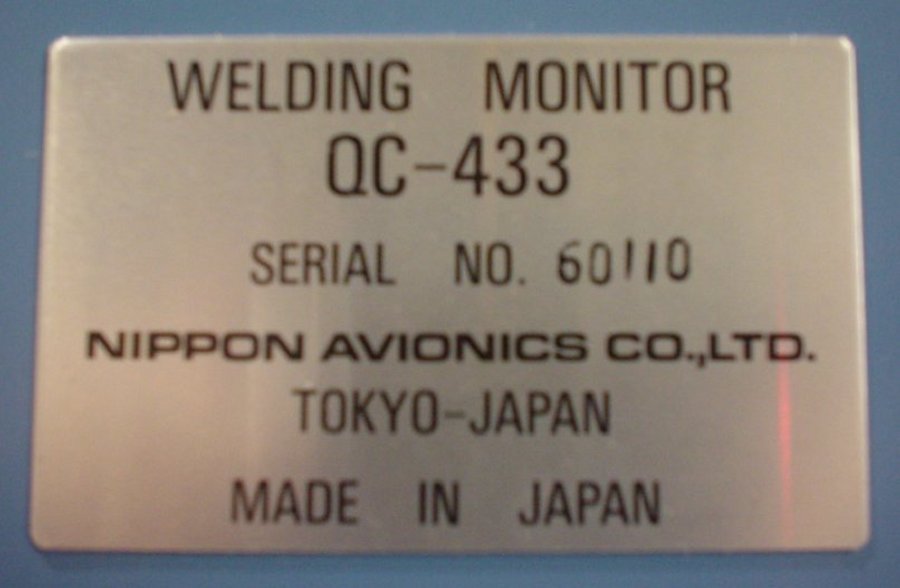 WELDING MONITOR
QC-433
SERIAL NO. 60110
NIPPON AVIONICS CO.,LTD.
TOKYO-JAPAN
MADE IN JAPAN